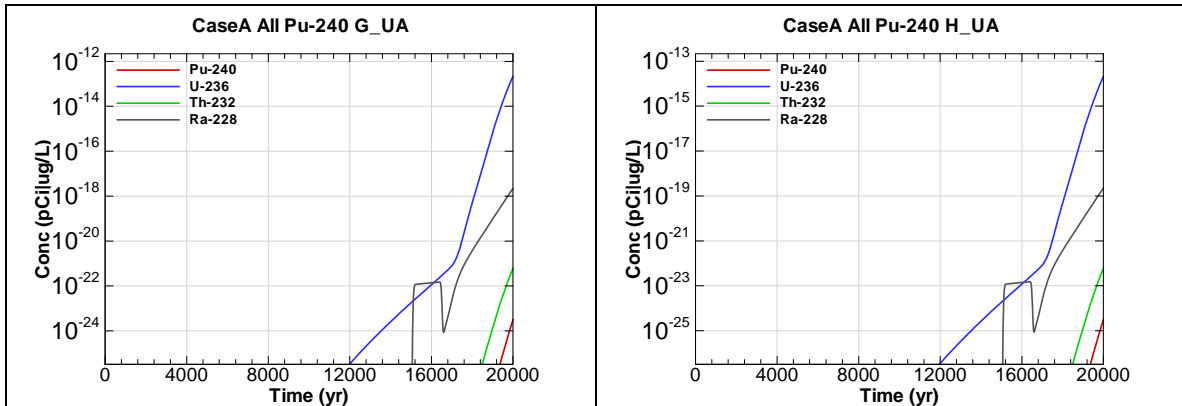 CaseA All Pu-240 G_UA
Conc (pCi|ug/L)
10-12
10-14
10-16
10-18
10-20
10-22
10-24
Pu-240
U-236
Th-232
Ra-228
0 4000 8000 12000 16000 20000
Time (yr)
CaseA All Pu-240 H_UA
Conc (pCi|ug/L)
10-13
10-15
10-17
10-19
10-21
10-23
10-25
Pu-240
U-236
Th-232
Ra-228
0 4000 8000 12000 16000 20000
Time (yr)